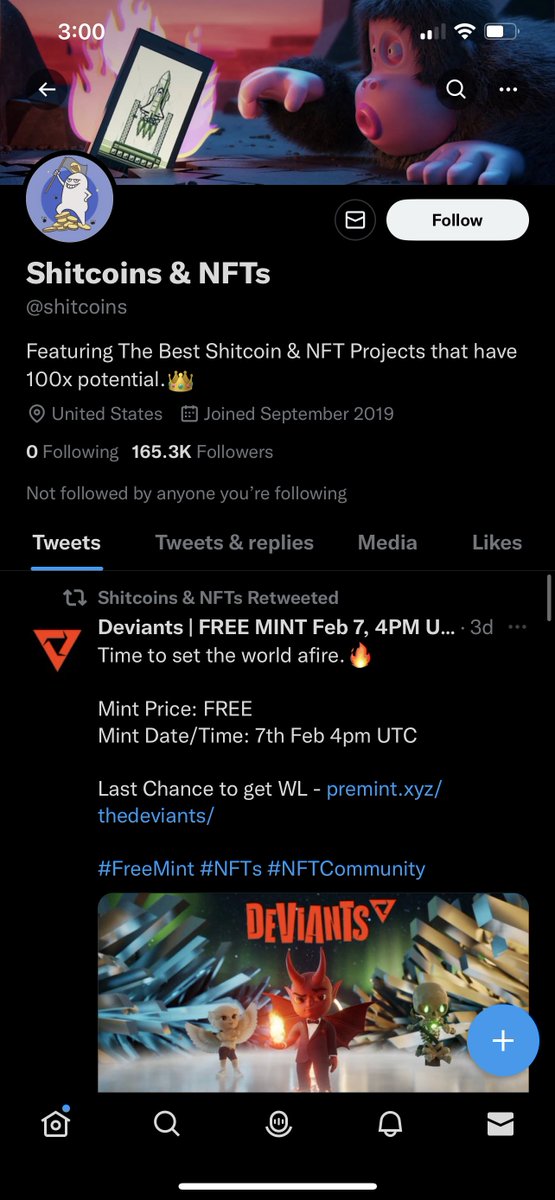 3:00
Follow
Shitcoins & NFTs
@shitcoins
Featuring The Best Shitcoin & NFT Projects that have
100x potential.👑
United States Joined September 2019
0 Following 165.3K Followers
Not followed by anyone you’re following
Tweets Tweets & replies Media Likes
Shitcoins & NFTs Retweeted
Deviants | FREE MINT Feb 7, 4PM U... · 3d
Time to set the world afire.🔥
Mint Price: FREE
Mint Date/Time: 7th Feb 4pm UTC
Last Chance to get WL - premint.xyz/
thedeviants/
#FreeMint #NFTs #NFTCommunity
DEVIANTS